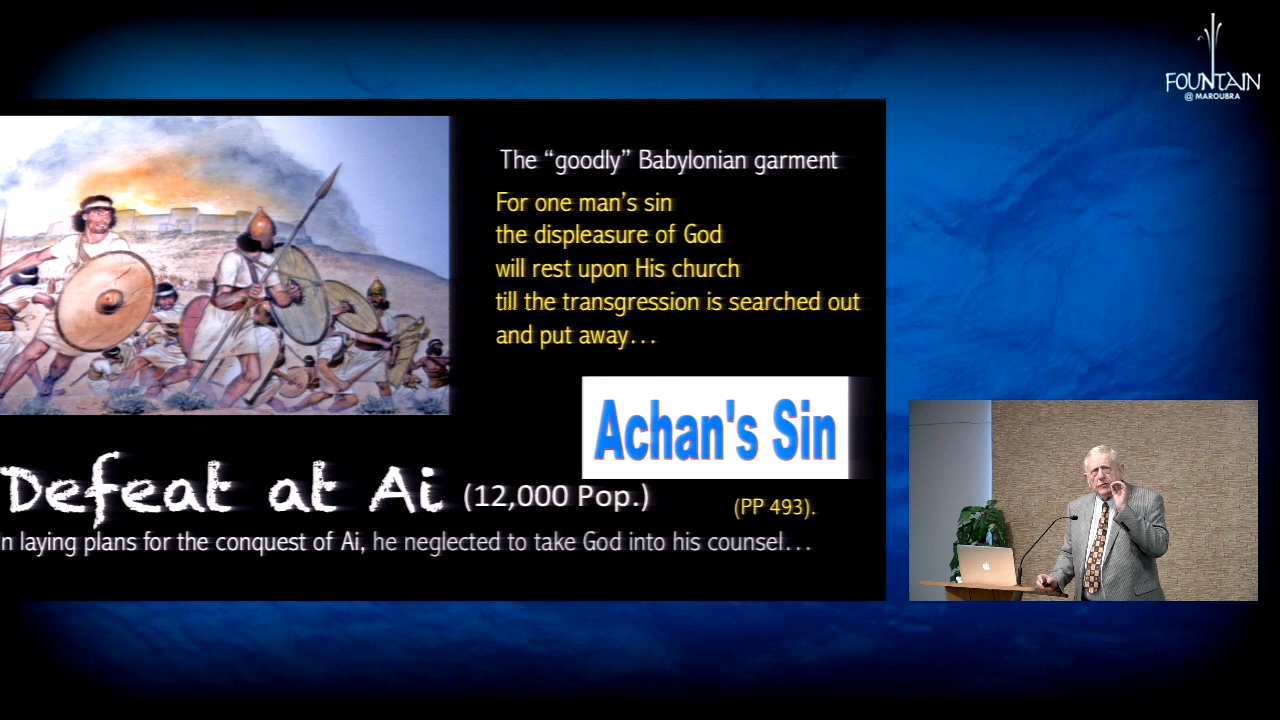 FOUNTAIN
@ MAROUBRA
The “goodly” Babylonian garment
For one man’s sin
the displeasure of God
will rest upon His church
till the transgression is searched out
and put away…
Achan's Sin
Defeat at Ai (12,000 Pop.)
(PP 493).
n laying plans for the conquest of Ai, he neglected to take God into his counsel…